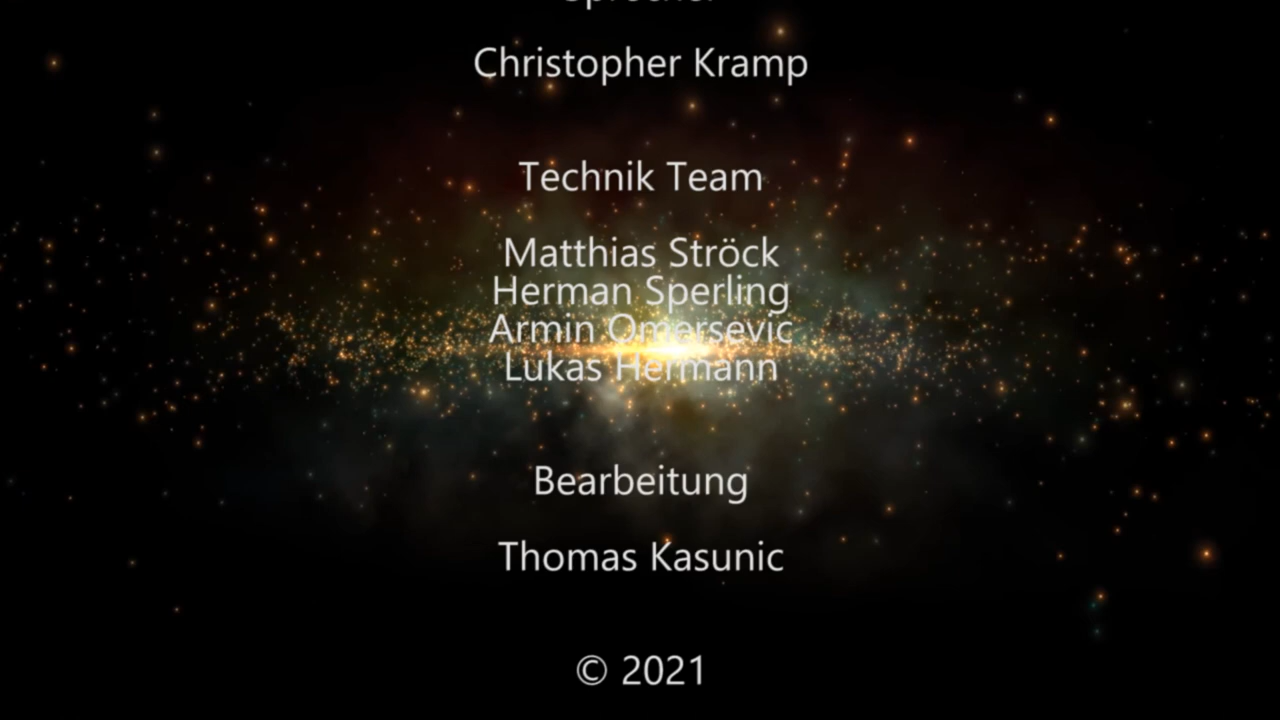 Christopher Kramp
Technik Team
Matthias Ströck
Herman Sperling
Armin Omersevic
Lukas Hermann
Bearbeitung
Thomas Kasunic
© 2021